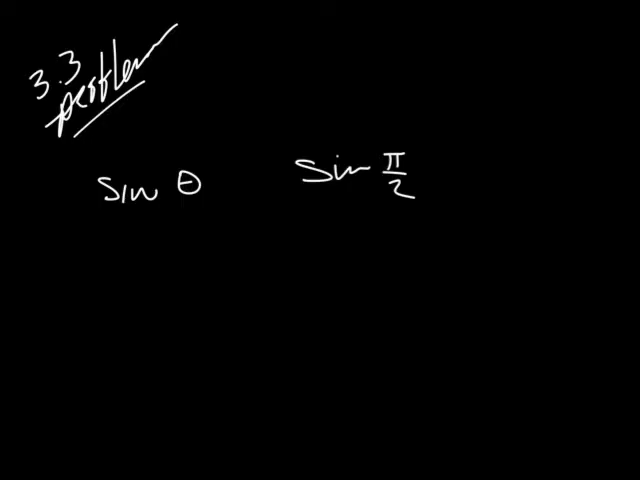 3.3
problem
sin θ
sin π/2